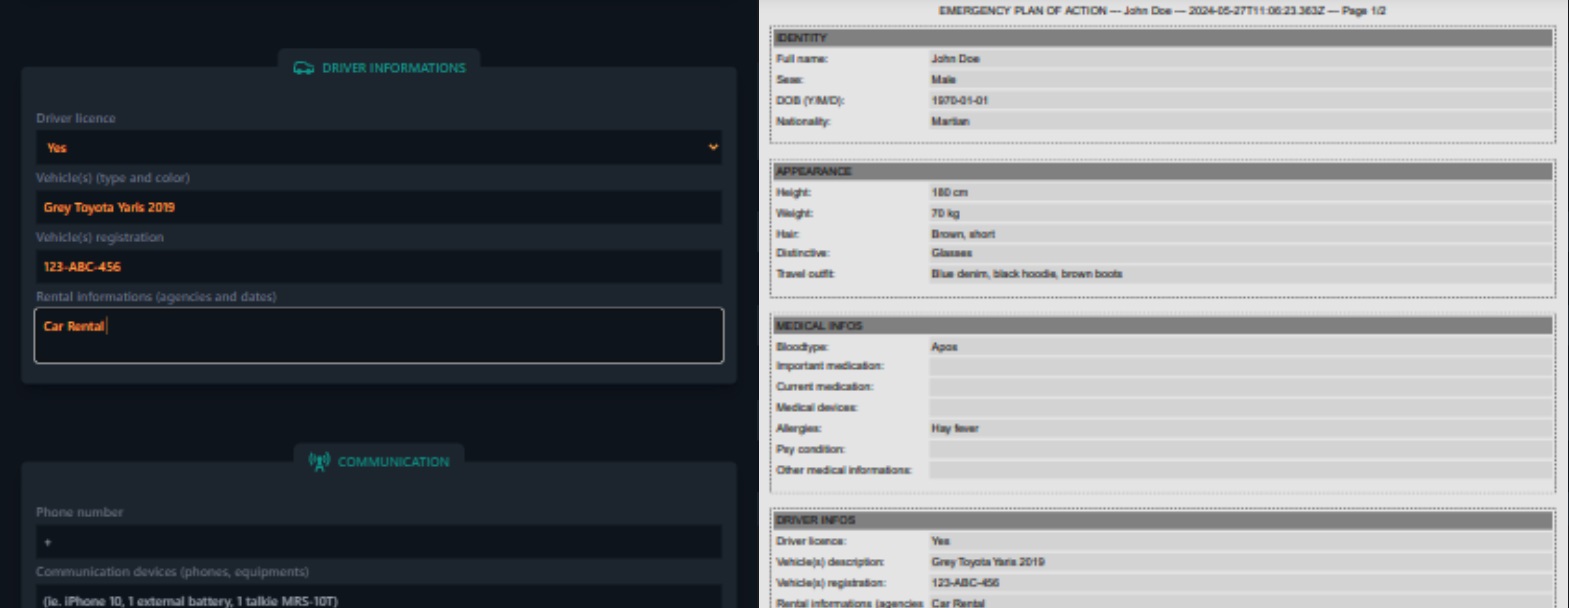 DRIVER INFORMATIONS
Driver licence
Yes
Vehicle(s) (type and color)
Grey Toyota Yaris 2019
Vehicle(s) registration
123-ABC-456
Rental informations (agencies and dates)
Car Rental
COMMUNICATION
Phone number
+
Communication devices (phones, equipments)
(ie. iPhone 10, 1 external battery, 1 talkie MRS-10T)
EMERGENCY PLAN OF ACTION — John Doe — 2024-05-27T11:06:23.363Z — Page 1/2
IDENTITY
Full name: John Doe
Sexe: Male
DOB (Y/M/D): 1970-01-01
Nationality: Martian
APPEARANCE
Height: 180 cm
Weight: 70 kg
Hair: Brown, short
Distinctive: Glasses
Travel outfit: Blue denim, black hoodie, brown boots
MEDICAL INFOS
Bloodtype: Apos
Important medication:
Current medication:
Medical devices:
Allergies: Hay fever
Psy condition:
Other medical informations:
DRIVER INFOS
Driver licence: Yes
Vehicle(s) description: Grey Toyota Yaris 2019
Vehicle(s) registration: 123-ABC-456
Rental informations (agencies Car Rental